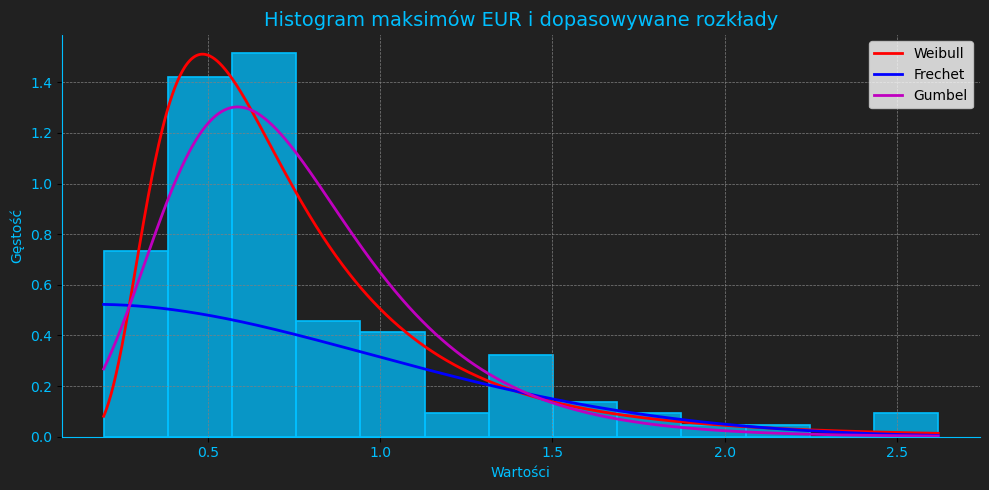 Histogram maksimów EUR i dopasowywane rozkłady
Weibull
Frechet
Gumbel
Gęstość
1.4
1.2
1.0
0.8
0.6
0.4
0.2
0.0
0.5 1.0 1.5 2.0 2.5
Wartości